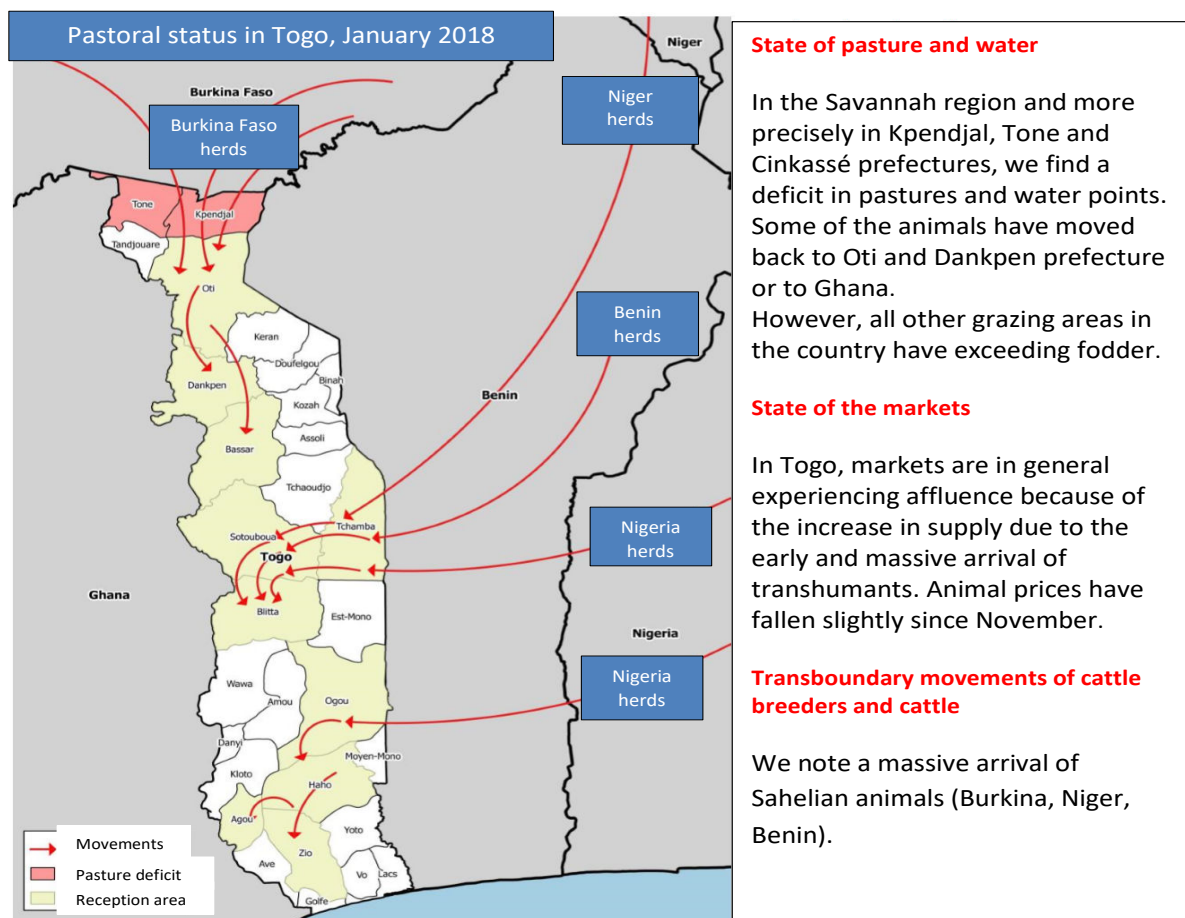 Pastoral status in Togo, January 2018
Niger
Burkina Faso
Niger
herds
Burkina Faso
herds
Tone
Kpendjal
Tandjouare
Oti
Benin
herds
Keran
Doufelgou
Binah
Dankpen
Kozah
Benin
Assoli
Bassar
Tchaoudjo
Tchamba
Nigeria
herds
Sotouboua
Togo
Ghana
Blitta
Est-Mono
Nigeria
Nigeria
herds
Wawa
Amou
Ogou
Danyi
Moyen-Mono
Kloto
Haho
Agou
Yoto
Zio
Ave
Vo
Lacs
Golfe
Movements
Pasture deficit
Reception area
State of pasture and water
In the Savannah region and more
precisely in Kpendjal, Tone and
Cinkassé prefectures, we find a
deficit in pastures and water points.
Some of the animals have moved
back to Oti and Dankpen prefecture
or to Ghana.
However, all other grazing areas in
the country have exceeding fodder.
State of the markets
In Togo, markets are in general
experiencing affluence because of
the increase in supply due to the
early and massive arrival of
transhumants. Animal prices have
fallen slightly since November.
Transboundary movements of cattle
breeders and cattle
We note a massive arrival of
Sahelian animals (Burkina, Niger,
Benin).